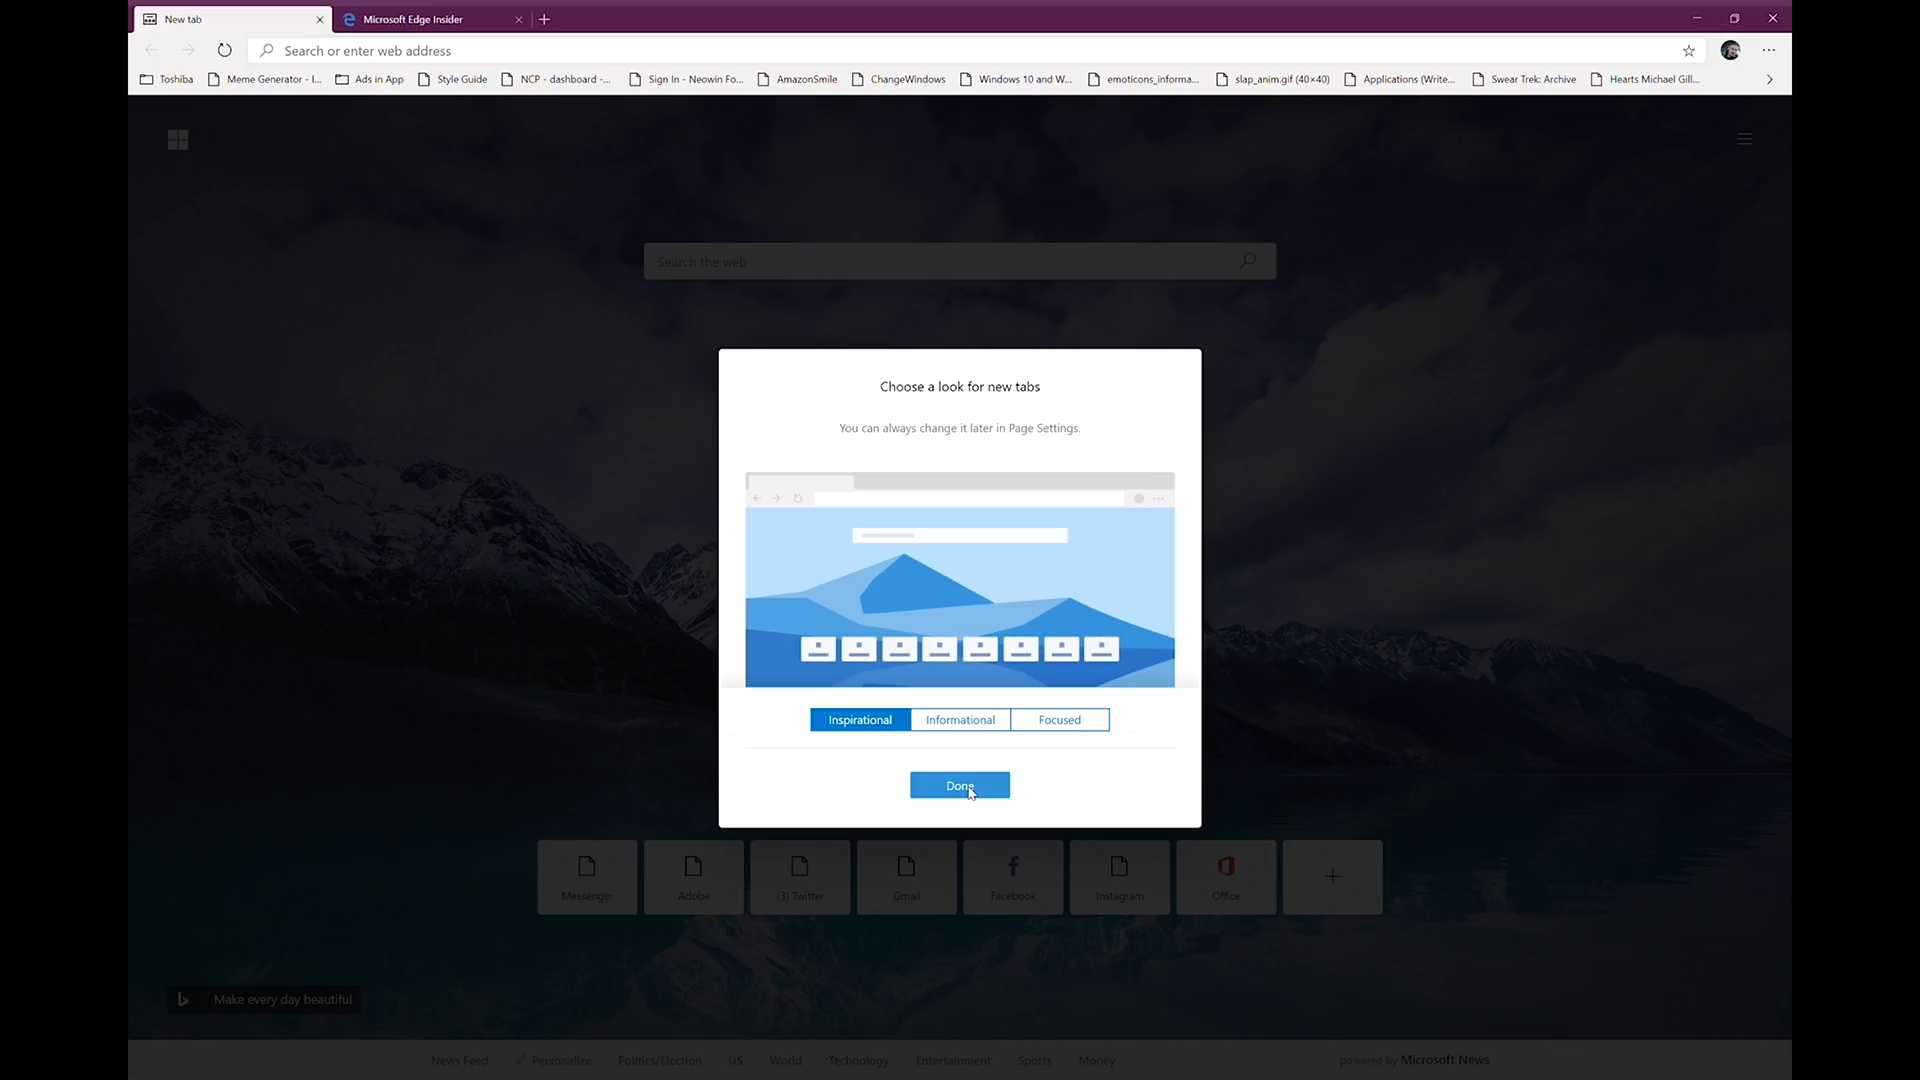 New tab
Microsoft Edge Insider
Search or enter web address
Toshiba
Meme Generator - I...
Ads in App
Style Guide
NCP - dashboard -...
Sign In - Neowin Fo...
AmazonSmile
ChangeWindows
Windows 10 and W...
emoticons_informa...
slap_anim.gif (40×40)
Applications (Write...
Swear Trek: Archive
Hearts Michael Gill...
Search the web
Choose a look for new tabs
You can always change it later in Page Settings.
Inspirational
Informational
Focused
Done
Messenger
Adobe
(3) Twitter
Gmail
Facebook
Instagram
Office
Make every day beautiful
News Feed
Personalize
Politics/Election
US
World
Technology
Entertainment
Sports
Money
powered by Microsoft News